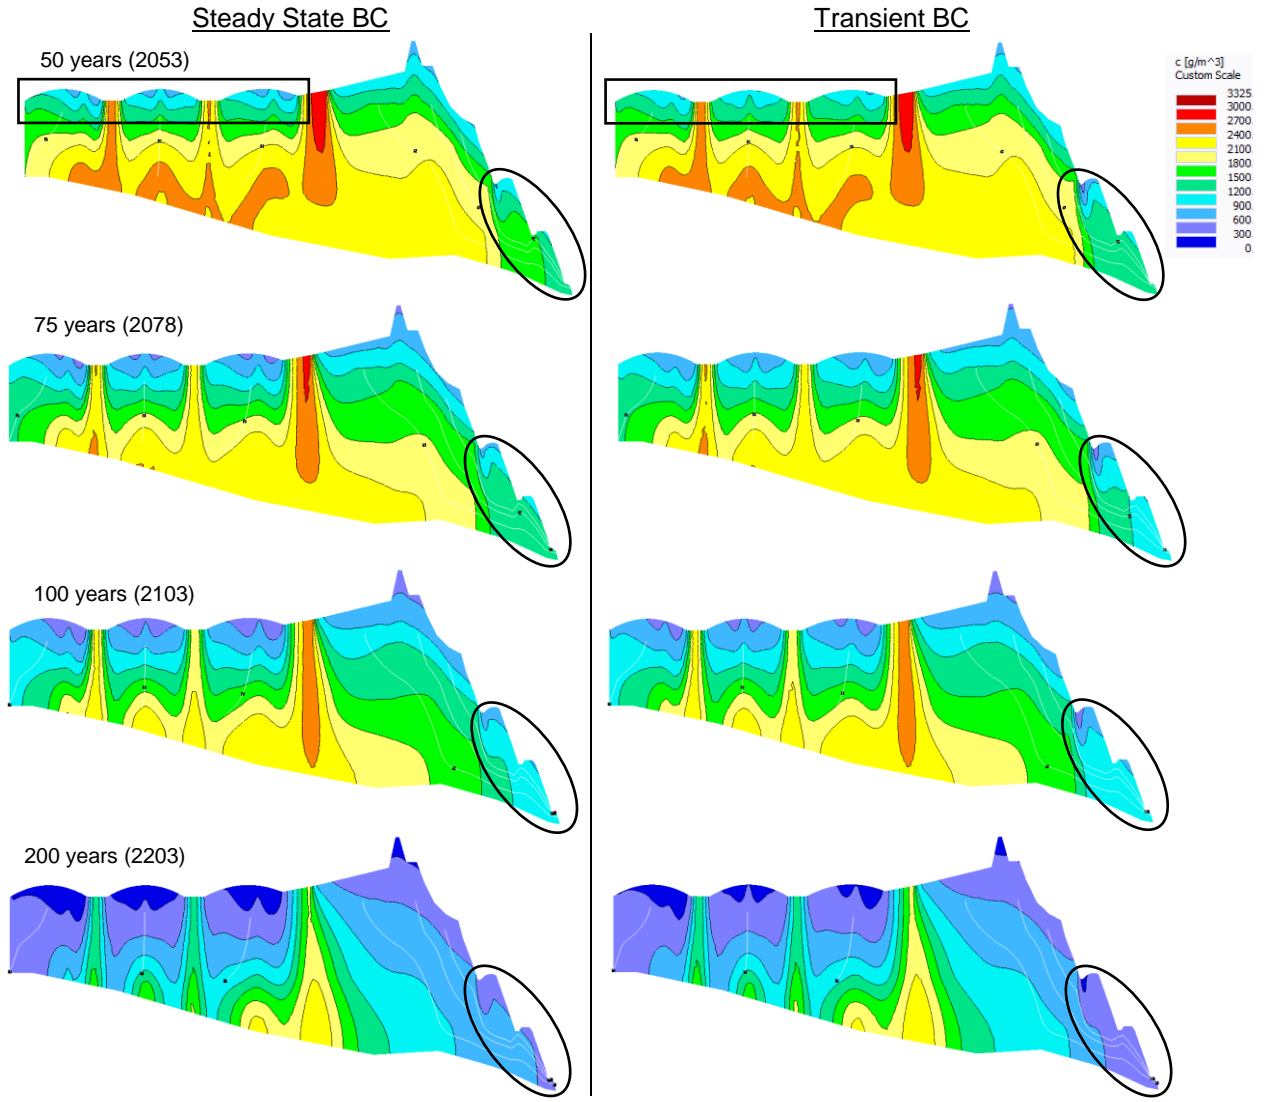 Steady State BC
Transient BC
50 years (2053)
c [g/m^3]
Custom Scale
3325
3000.
2700.
2400.
2100.
1800.
1500.
1200.
900.
600.
300.
0.
75 years (2078)
100 years (2103)
200 years (2203)